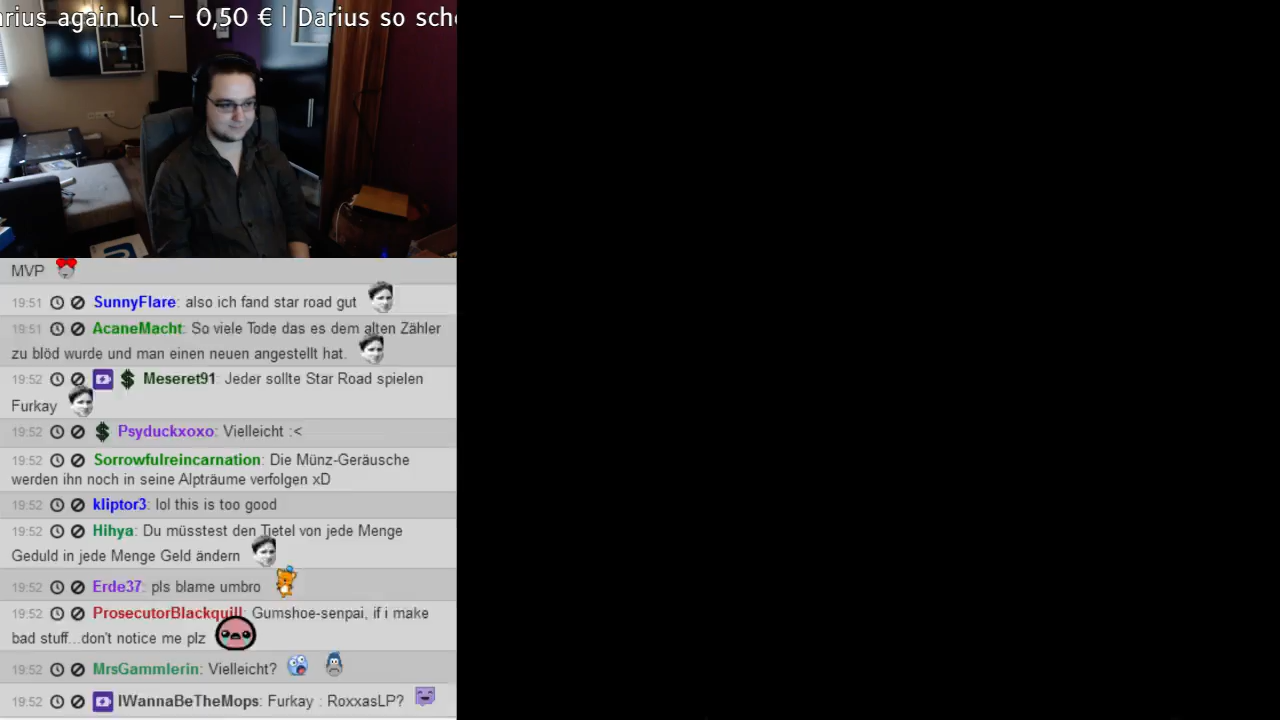 arius again lol – 0,50 € | Darius so sch
MVP
19:51 SunnyFlare: also ich fand star road gut
19:51 AcaneMacht: So viele Tode das es dem alten Zähler
zu blöd wurde und man einen neuen angestellt hat.
19:52 Meseret91: Jeder sollte Star Road spielen
Furkay
19:52 Psyduckxoxo: Vielleicht :<
19:52 Sorrowfulreincarnation: Die Münz-Geräusche
werden ihn noch in seine Alpträume verfolgen xD
19:52 kliptor3: lol this is too good
19:52 Hihya: Du müsstest den Tietel von jede Menge
Geduld in jede Menge Geld ändern
19:52 Erde37: pls blame umbro
19:52 ProsecutorBlackquill: Gumshoe-senpai, if i make
bad stuff...don't notice me plz
19:52 MrsGammlerin: Vielleicht?
19:52 IWannaBeTheMops: Furkay : RoxxasLP?